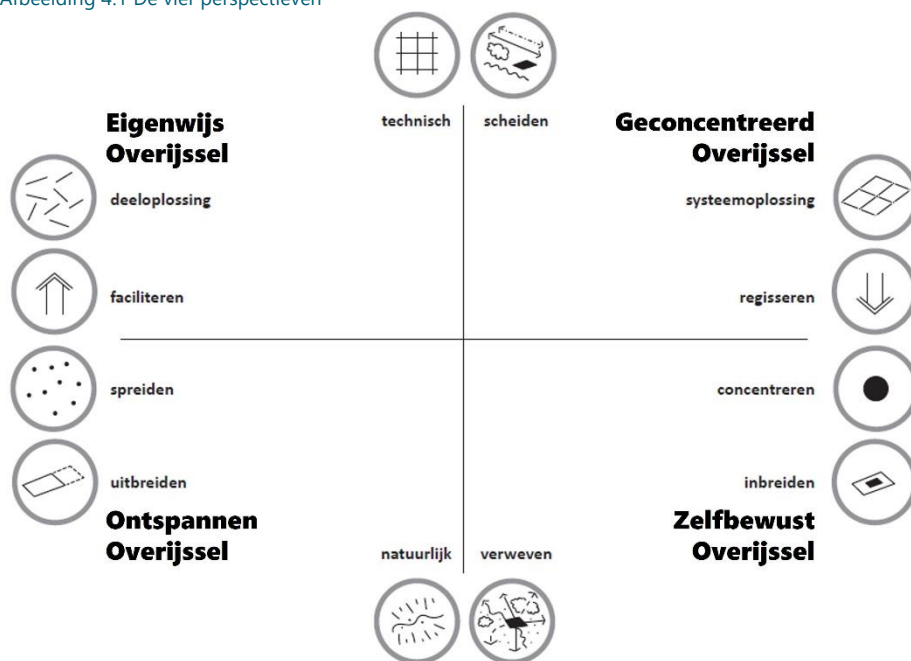 Afbeelding 4.1 De vier perspectieven
technisch
scheiden
Eigenwijs
Overijssel
Geconcentreerd
Overijssel
deeloplossing
systeemoplossing
faciliteren
regisseren
spreiden
concentreren
uitbreiden
inbreiden
Ontspannen
Overijssel
Zelfbewust
Overijssel
natuurlijk
verweven